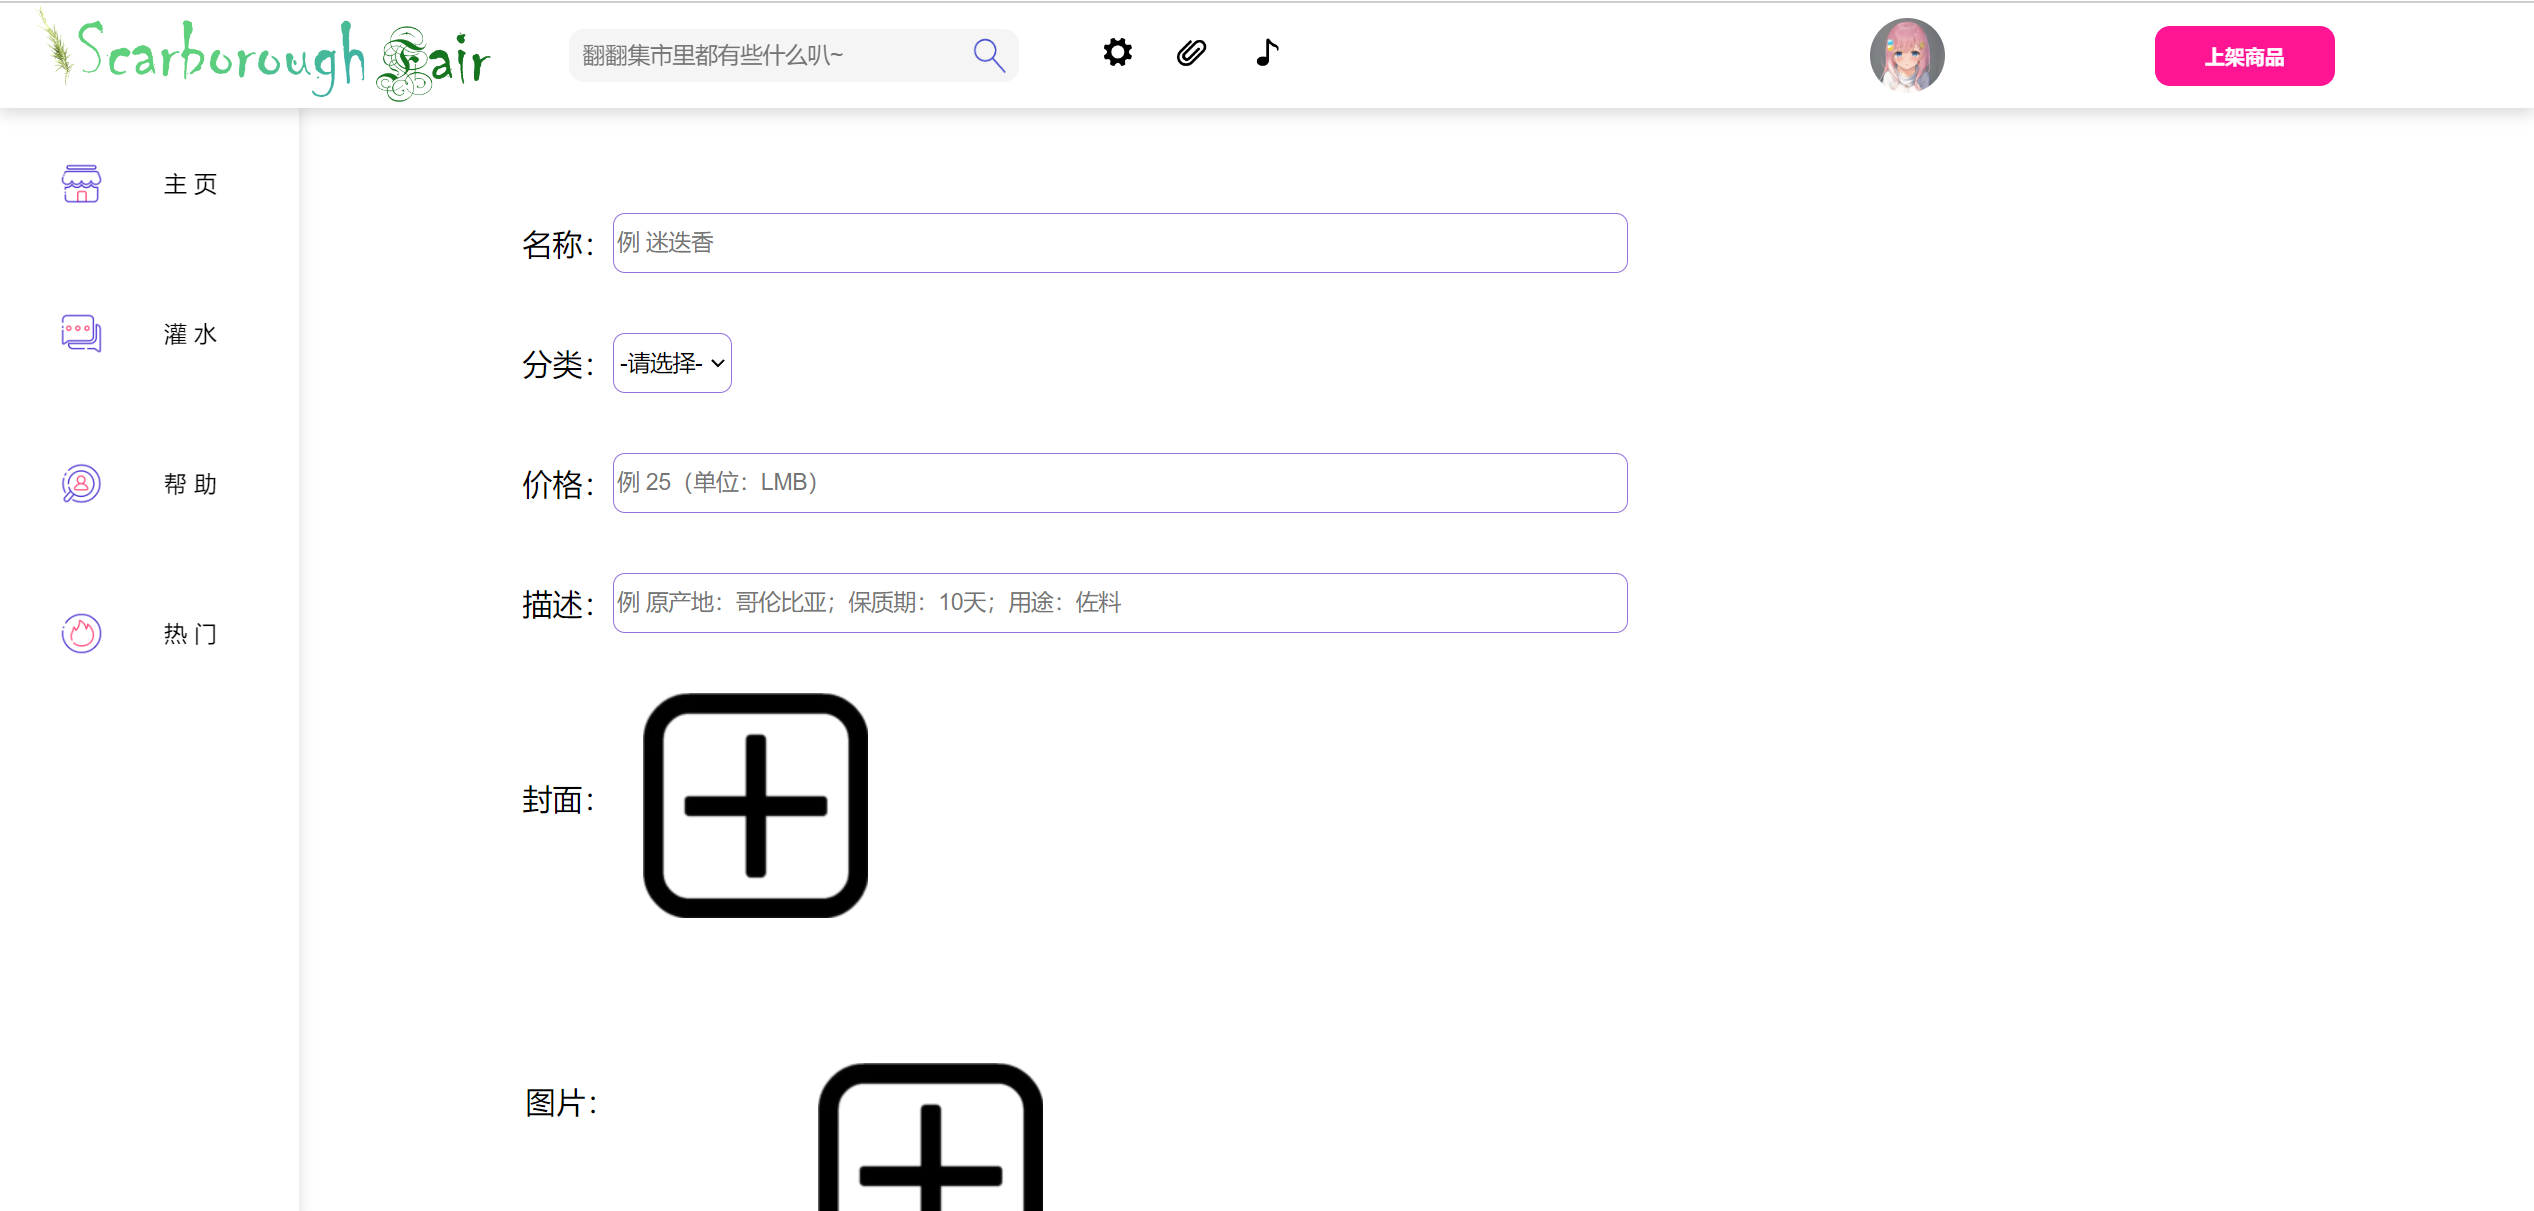 Scarborough Fair
翻翻集市里都有些什么叭~
上架商品
主 页
灌 水
帮 助
热 门
名称：
例 迷迭香
分类：
-请选择-
价格：
例 25（单位：LMB）
描述：
例 原产地：哥伦比亚；保质期：10天；用途：佐料
封面：
图片：